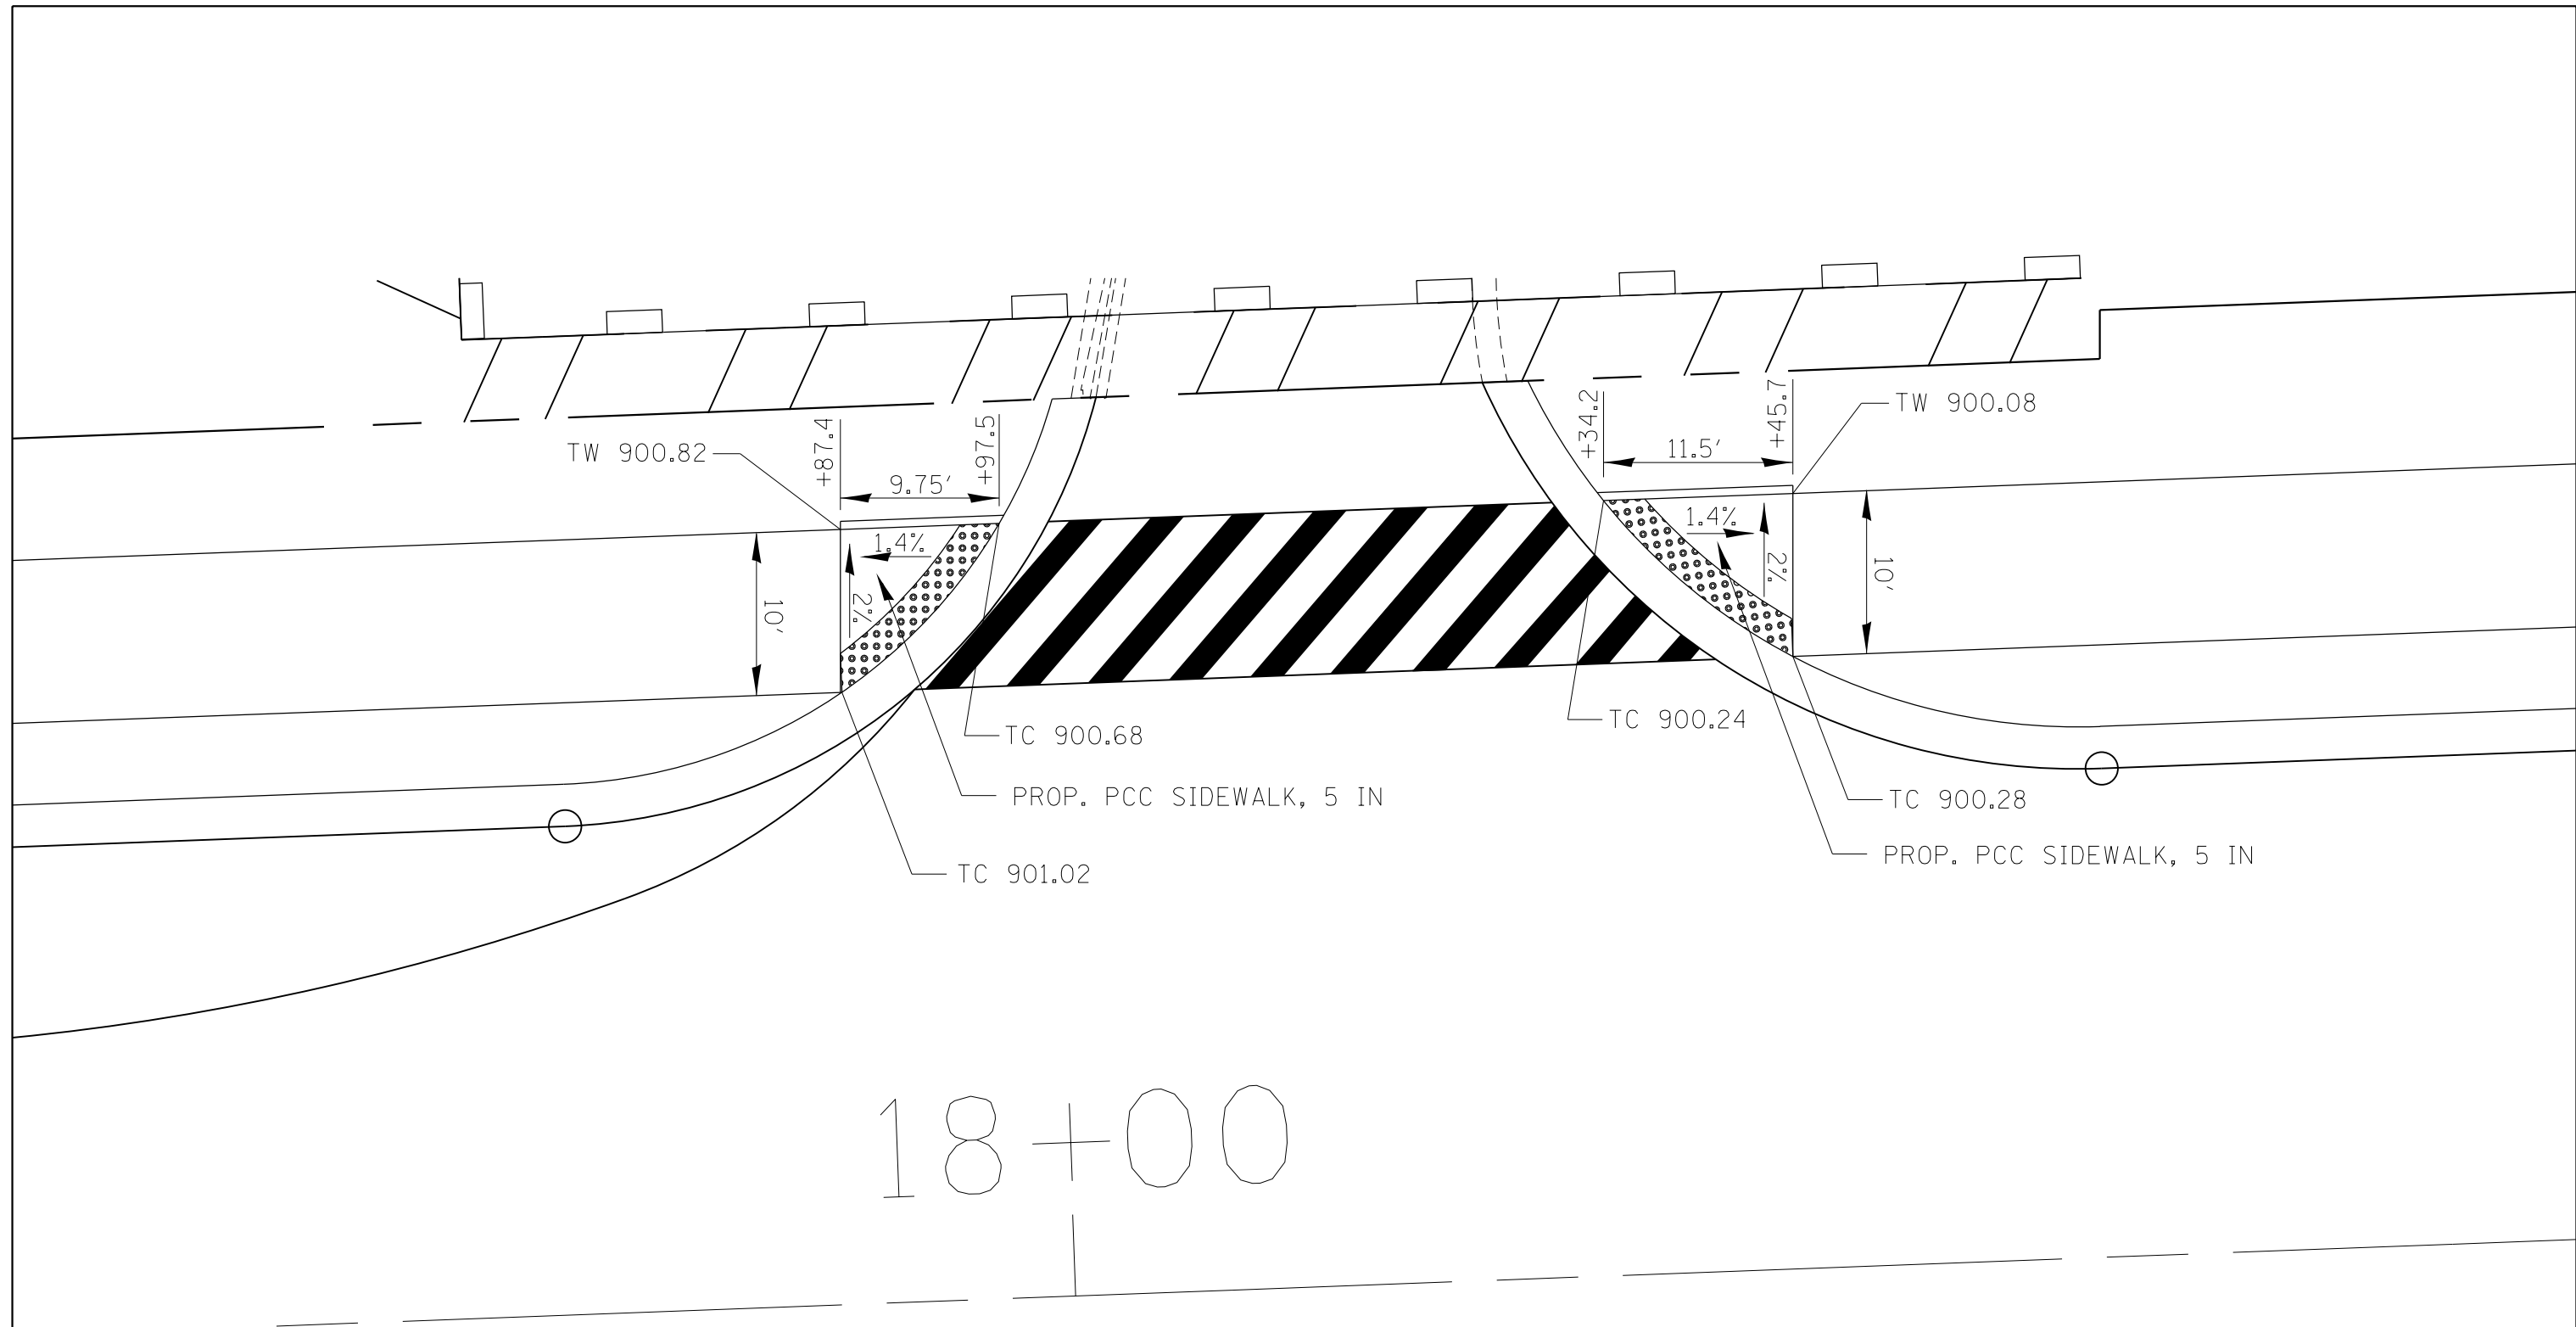 +34.2
+45.7
TW 900.08
11.5'
+87.4
+97.5
TW 900.82
9.75'
1.4%
2%
10'
1.4%
2%
10'
TC 900.68
TC 900.24
PROP. PCC SIDEWALK, 5 IN
TC 900.28
PROP. PCC SIDEWALK, 5 IN
TC 901.02
18+00